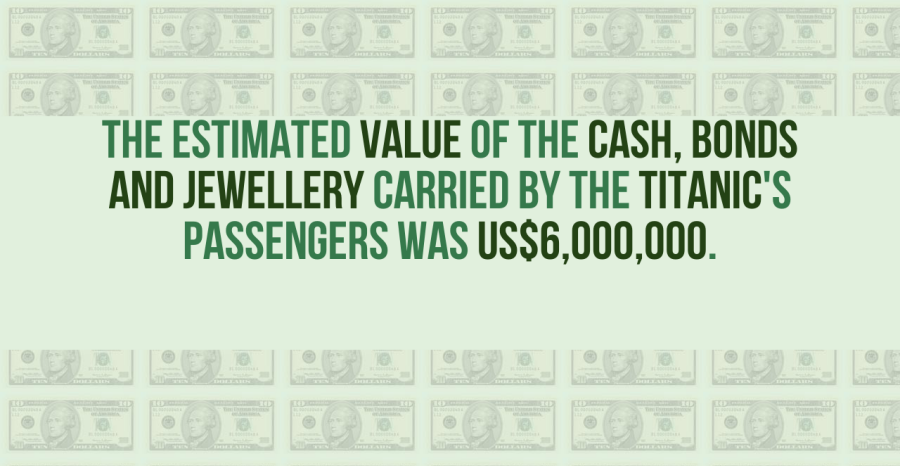 THE ESTIMATED VALUE OF THE CASH, BONDS
AND JEWELLERY CARRIED BY THE TITANIC'S
PASSENGERS WAS US$6,000,000.